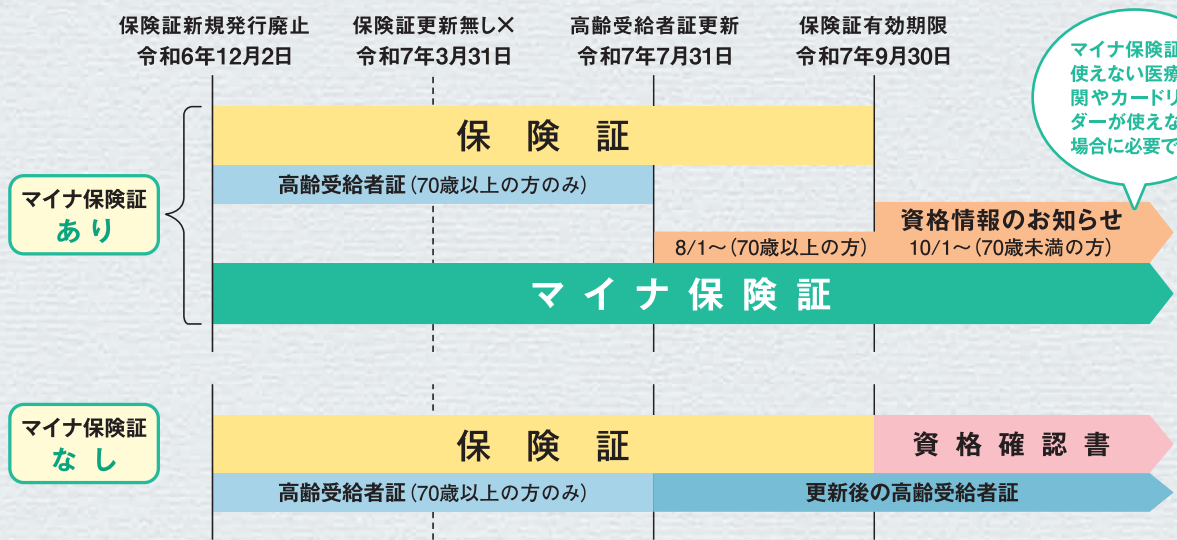 保険証新規発行廃止
令和6年12月2日
保険証更新無し×
令和7年3月31日
高齢受給者証更新
令和7年7月31日
保険証有効期限
令和7年9月30日
マイナ保険証
使えない医療
関やカードリ
ダーが使えな
場合に必要で
マイナ保険証
あり
保険証
高齢受給者証(70歳以上の方のみ)
資格情報のお知らせ
8/1〜(70歳以上の方)
10/1〜(70歳未満の方)
マイナ保険証
マイナ保険証
なし
保険証
資格確認書
高齢受給者証(70歳以上の方のみ)
更新後の高齢受給者証